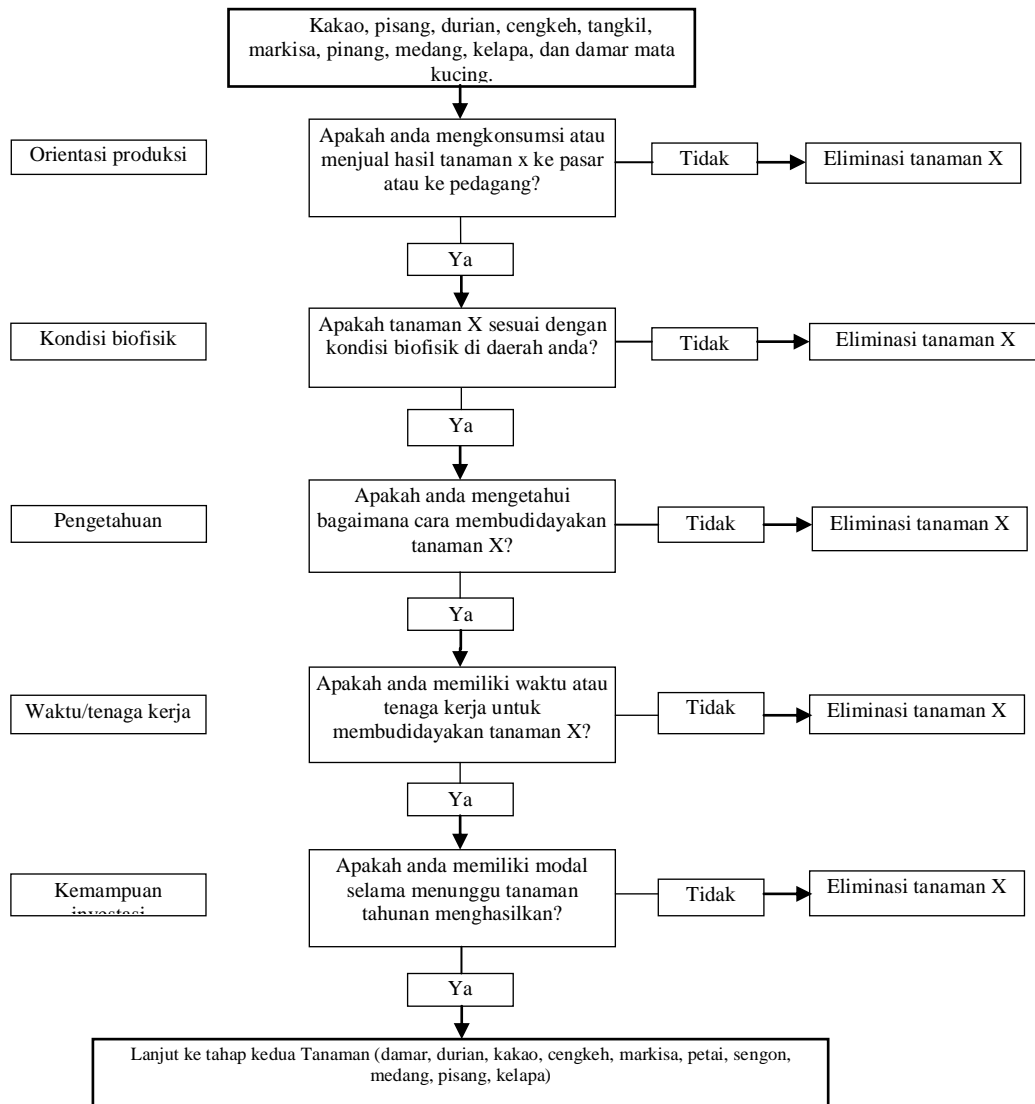 Kakao, pisang, durian, cengkeh, tangkil,
markisa, pinang, medang, kelapa, dan damar mata
kucing.
Orientasi produksi
Apakah anda mengkonsumsi atau
menjual hasil tanaman x ke pasar
atau ke pedagang?
Tidak
Eliminasi tanaman X
Ya
Kondisi biofisik
Apakah tanaman X sesuai dengan
kondisi biofisik di daerah anda?
Tidak
Eliminasi tanaman X
Ya
Pengetahuan
Apakah anda mengetahui
bagaimana cara membudidayakan
tanaman X?
Tidak
Eliminasi tanaman X
Ya
Waktu/tenaga kerja
Apakah anda memiliki waktu atau
tenaga kerja untuk
membudidayakan tanaman X?
Tidak
Eliminasi tanaman X
Ya
Kemampuan
investasi
Apakah anda memiliki modal
selama menunggu tanaman
tahunan menghasilkan?
Tidak
Eliminasi tanaman X
Ya
Lanjut ke tahap kedua Tanaman (damar, durian, kakao, cengkeh, markisa, petai, sengon,
medang, pisang, kelapa)